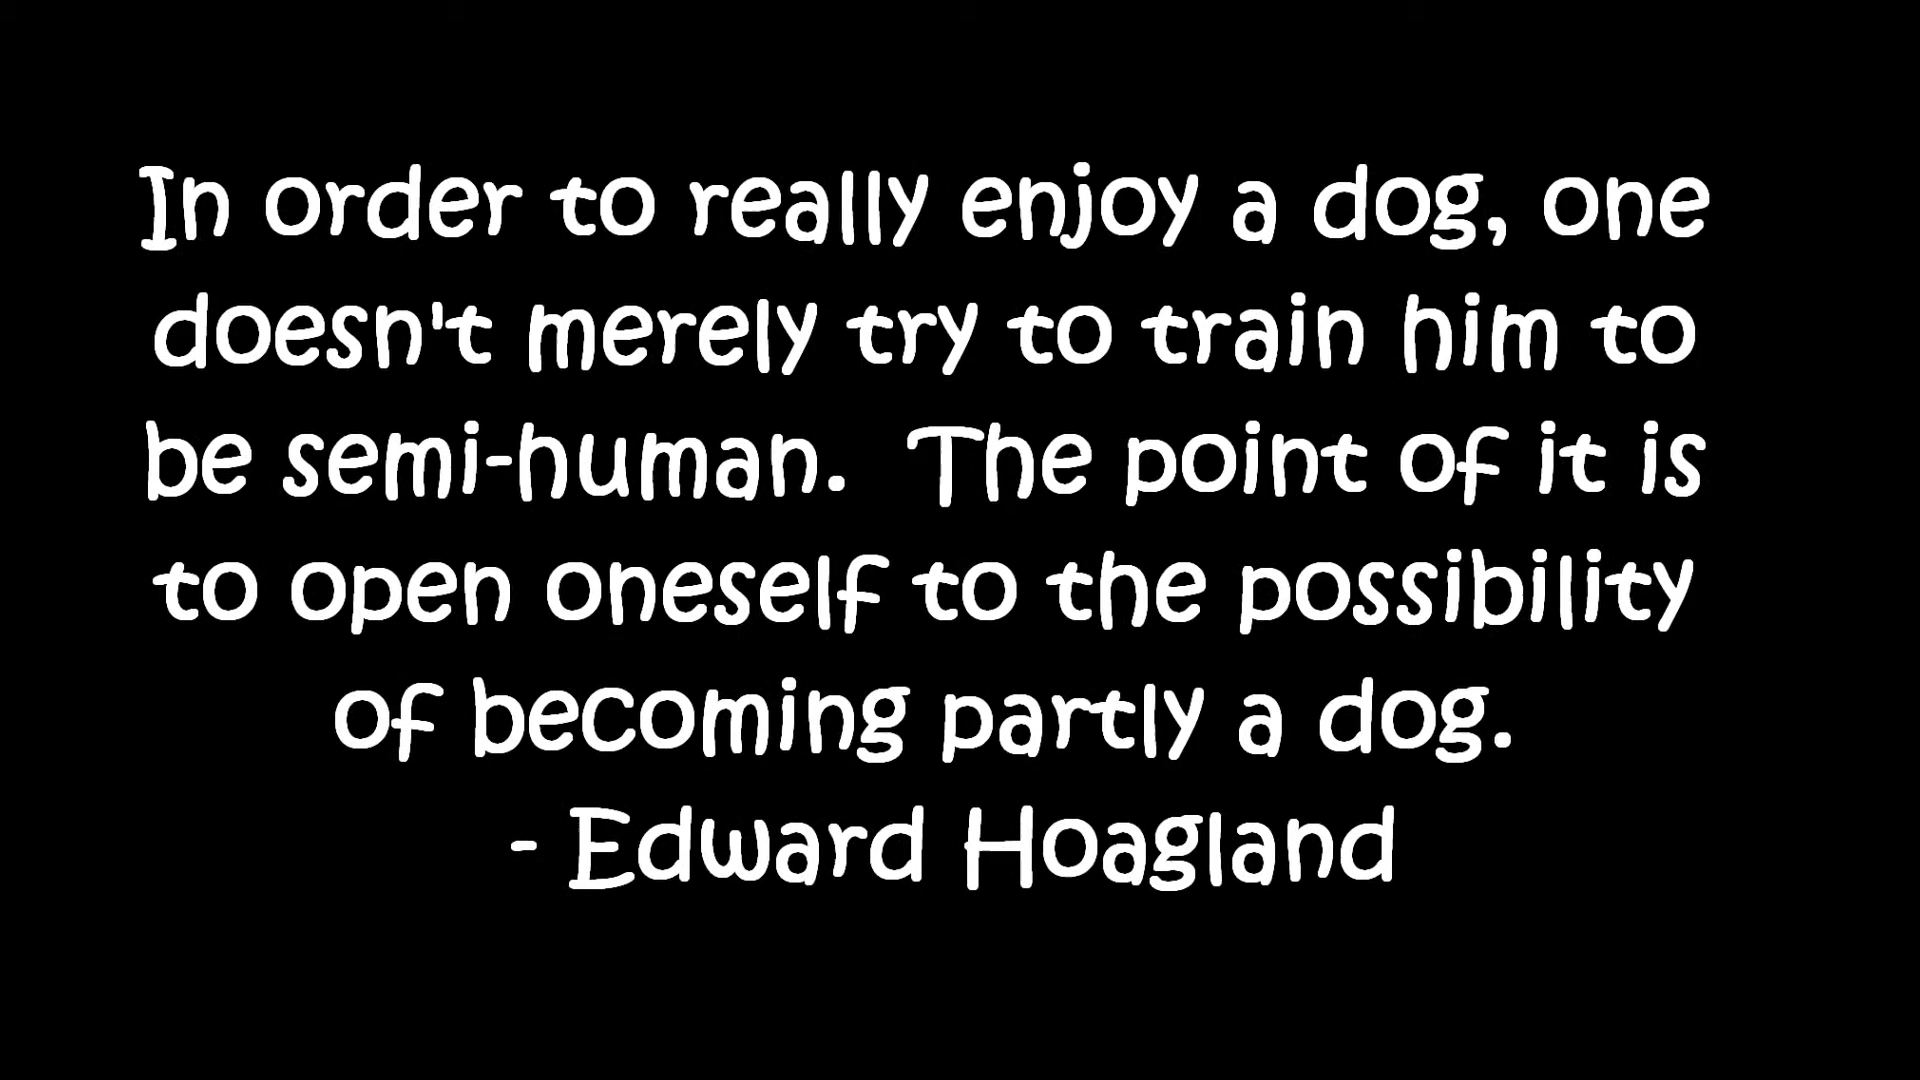 In order to really enjoy a dog, one
doesn't merely try to train him to
be semi-human.  The point of it is
to open oneself to the possibility
of becoming partly a dog.
- Edward Hoagland